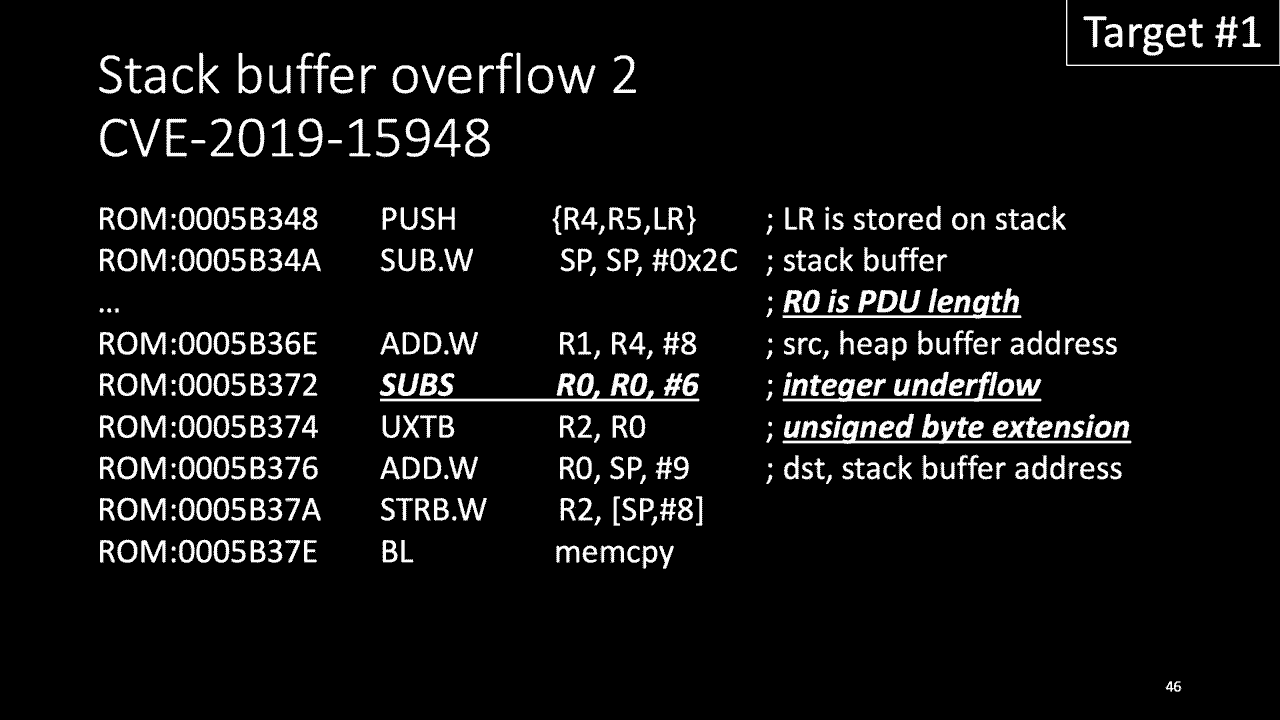 Target #1
Stack buffer overflow 2
CVE-2019-15948
ROM:0005B348 PUSH {R4,R5,LR} ; LR is stored on stack
ROM:0005B34A SUB.W SP, SP, #0x2C ; stack buffer
... ; R0 is PDU length
ROM:0005B36E ADD.W R1, R4, #8 ; src, heap buffer address
ROM:0005B372 SUBS R0, R0, #6 ; integer underflow
ROM:0005B374 UXTB R2, R0 ; unsigned byte extension
ROM:0005B376 ADD.W R0, SP, #9 ; dst, stack buffer address
ROM:0005B37A STRB.W R2, [SP,#8]
ROM:0005B37E BL memcpy
46